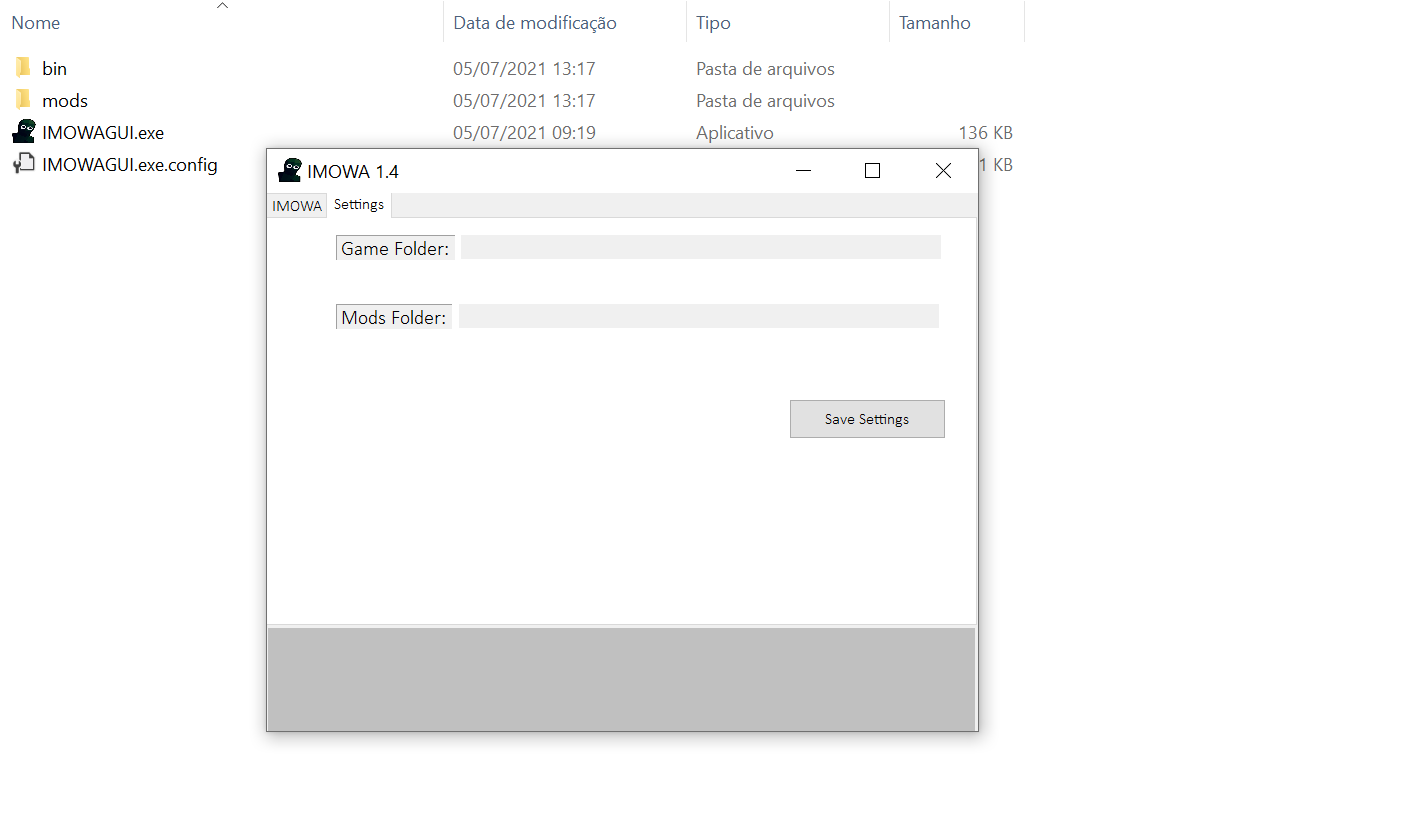 Nome Data de modificação Tipo Tamanho
bin 05/07/2021 13:17 Pasta de arquivos
mods 05/07/2021 13:17 Pasta de arquivos
IMOWAGUI.exe 05/07/2021 09:19 Aplicativo 136 KB
IMOWAGUI.exe.config 1 KB
IMOWA 1.4
IMOWA Settings
Game Folder:
Mods Folder:
Save Settings